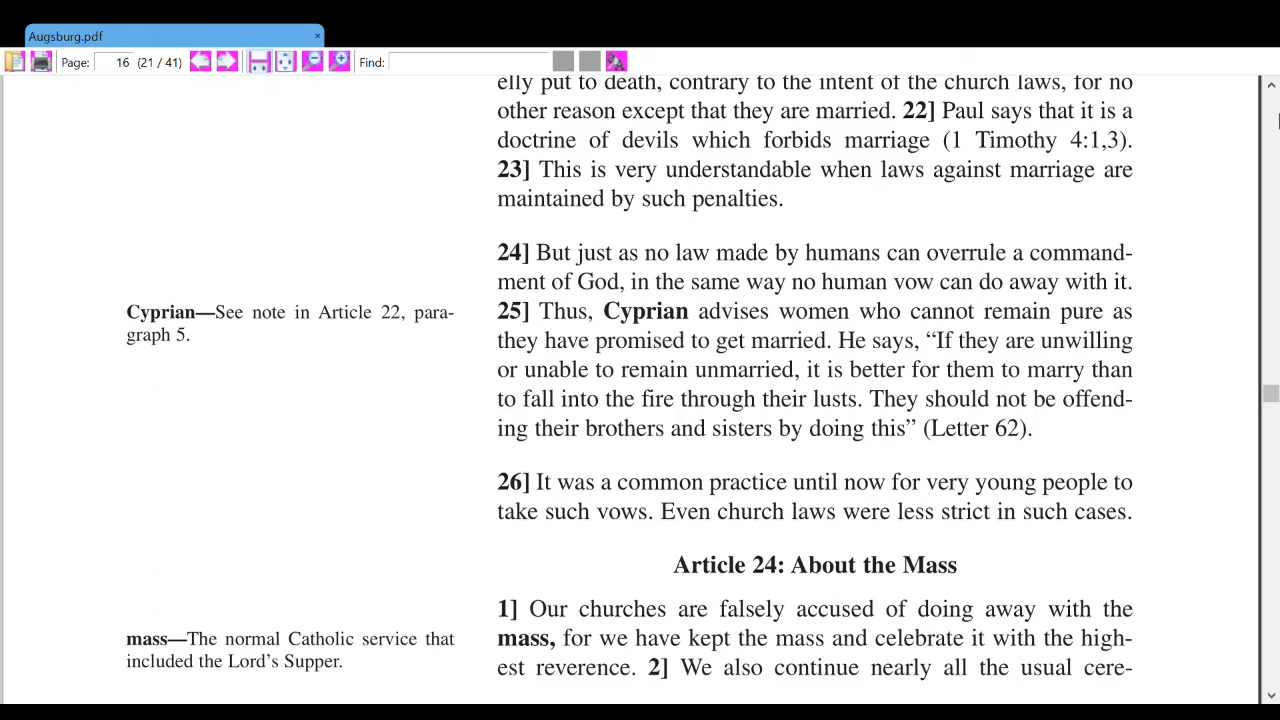 Augsburg.pdf ×
Page: 16 (21 / 41) Find:
elly put to death, contrary to the intent of the church laws, for no
other reason except that they are married. 22] Paul says that it is a
doctrine of devils which forbids marriage (1 Timothy 4:1,3).
23] This is very understandable when laws against marriage are
maintained by such penalties.
24] But just as no law made by humans can overrule a command-
ment of God, in the same way no human vow can do away with it.
25] Thus, Cyprian advises women who cannot remain pure as
they have promised to get married. He says, “If they are unwilling
or unable to remain unmarried, it is better for them to marry than
to fall into the fire through their lusts. They should not be offend-
ing their brothers and sisters by doing this” (Letter 62).
Cyprian—See note in Article 22, para-
graph 5.
26] It was a common practice until now for very young people to
take such vows. Even church laws were less strict in such cases.
Article 24: About the Mass
1] Our churches are falsely accused of doing away with the
mass, for we have kept the mass and celebrate it with the high-
est reverence. 2] We also continue nearly all the usual cere-
mass—The normal Catholic service that
included the Lord’s Supper.